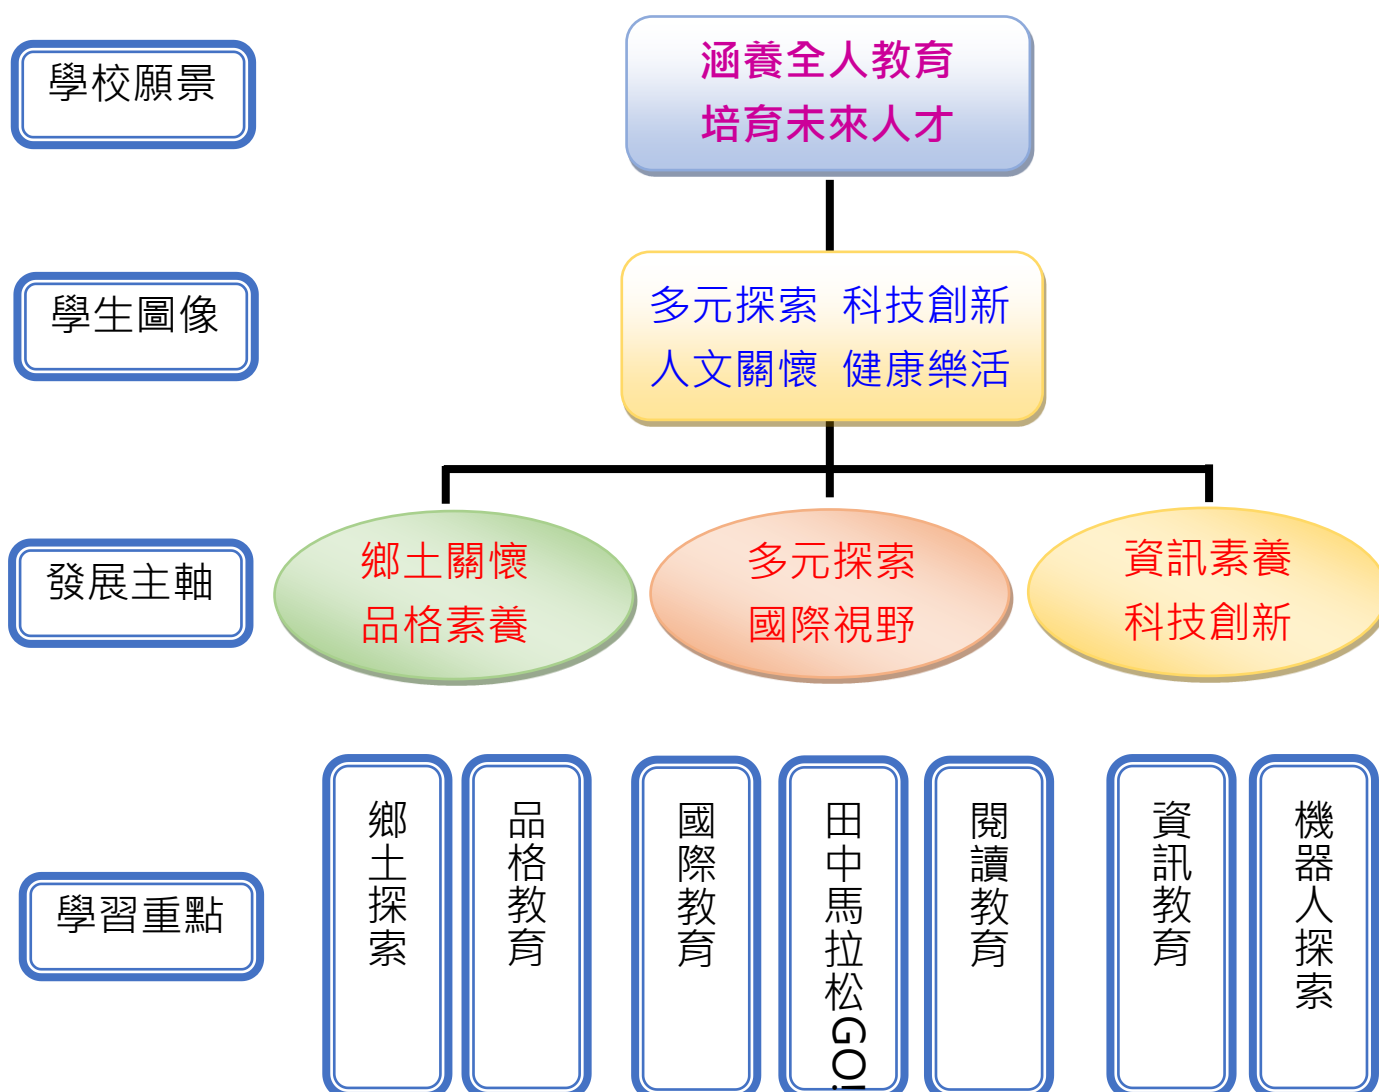 學校願景
涵養全人教育
培育未來人才
學生圖像
多元探索 科技創新
人文關懷 健康樂活
發展主軸
鄉土關懷
品格素養
多元探索
國際視野
資訊素養
科技創新
學習重點
鄉土探索
品格教育
國際教育
田中馬拉松GO!
閱讀教育
資訊教育
機器人探索